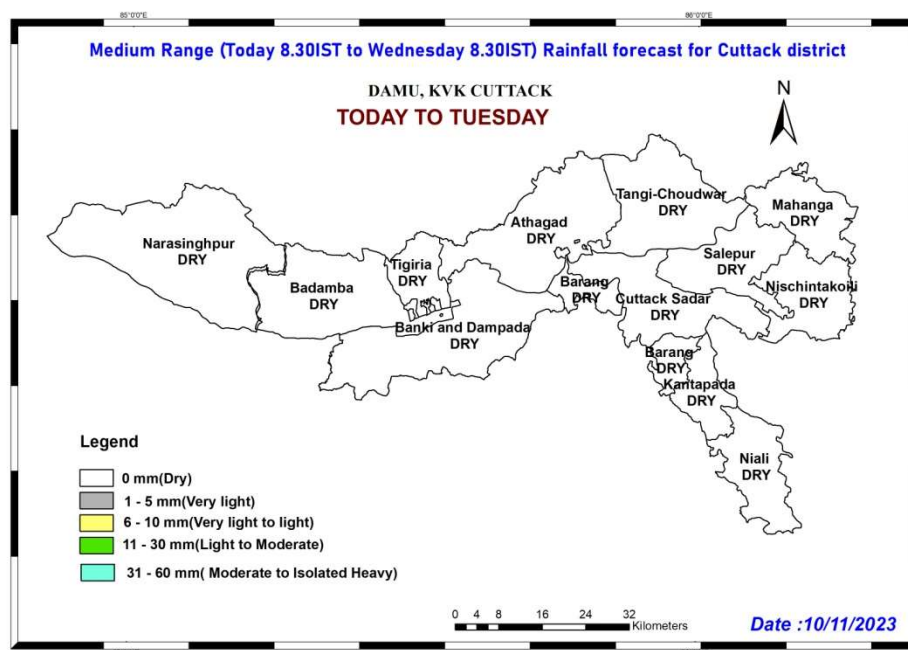 85°0'0"E
86°0'0"E
Medium Range (Today 8.30IST to Wednesday 8.30IST) Rainfall forecast for Cuttack district
DAMU, KVK CUTTACK
TODAY TO TUESDAY
N
Tangi-Choudwar
DRY
Mahanga
DRY
Athagad
DRY
Narasinghpur
DRY
Salepur
DRY
Tigiria
DRY
Badamba
DRY
Barang
DRY
Nischintakoili
DRY
Cuttack Sadar
DRY
Banki and Dampada
DRY
Barang
DRY
Kantapada
DRY
Niali
DRY
Legend
0 mm(Dry)
1 - 5 mm(Very light)
6 - 10 mm(Very light to light)
11 - 30 mm(Light to Moderate)
31 - 60 mm( Moderate to Isolated Heavy)
0 4 8 16 24 32
Kilometers
Date :10/11/2023